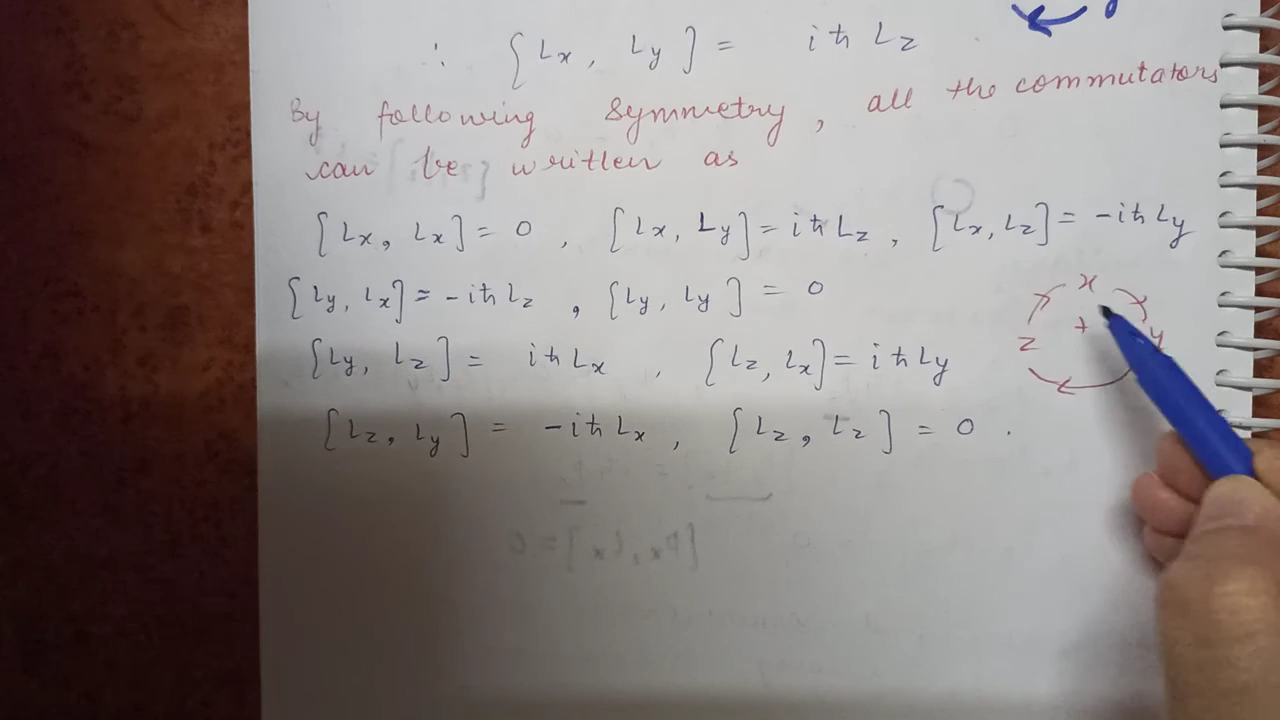 ∴ [Lx, Ly] = iħ Lz
By following symmetry, all the commutators
can be written as
[Lx, Lx] = 0 , [Lx, Ly] = iħ Lz , [Lx, Lz] = -iħ Ly
[Ly, Lx] = -iħ Lz , [Ly, Ly] = 0
[Ly, Lz] = iħ Lx , [Lz, Lx] = iħ Ly
[Lz, Ly] = -iħ Lx , [Lz, Lz] = 0 .
x
+
z y